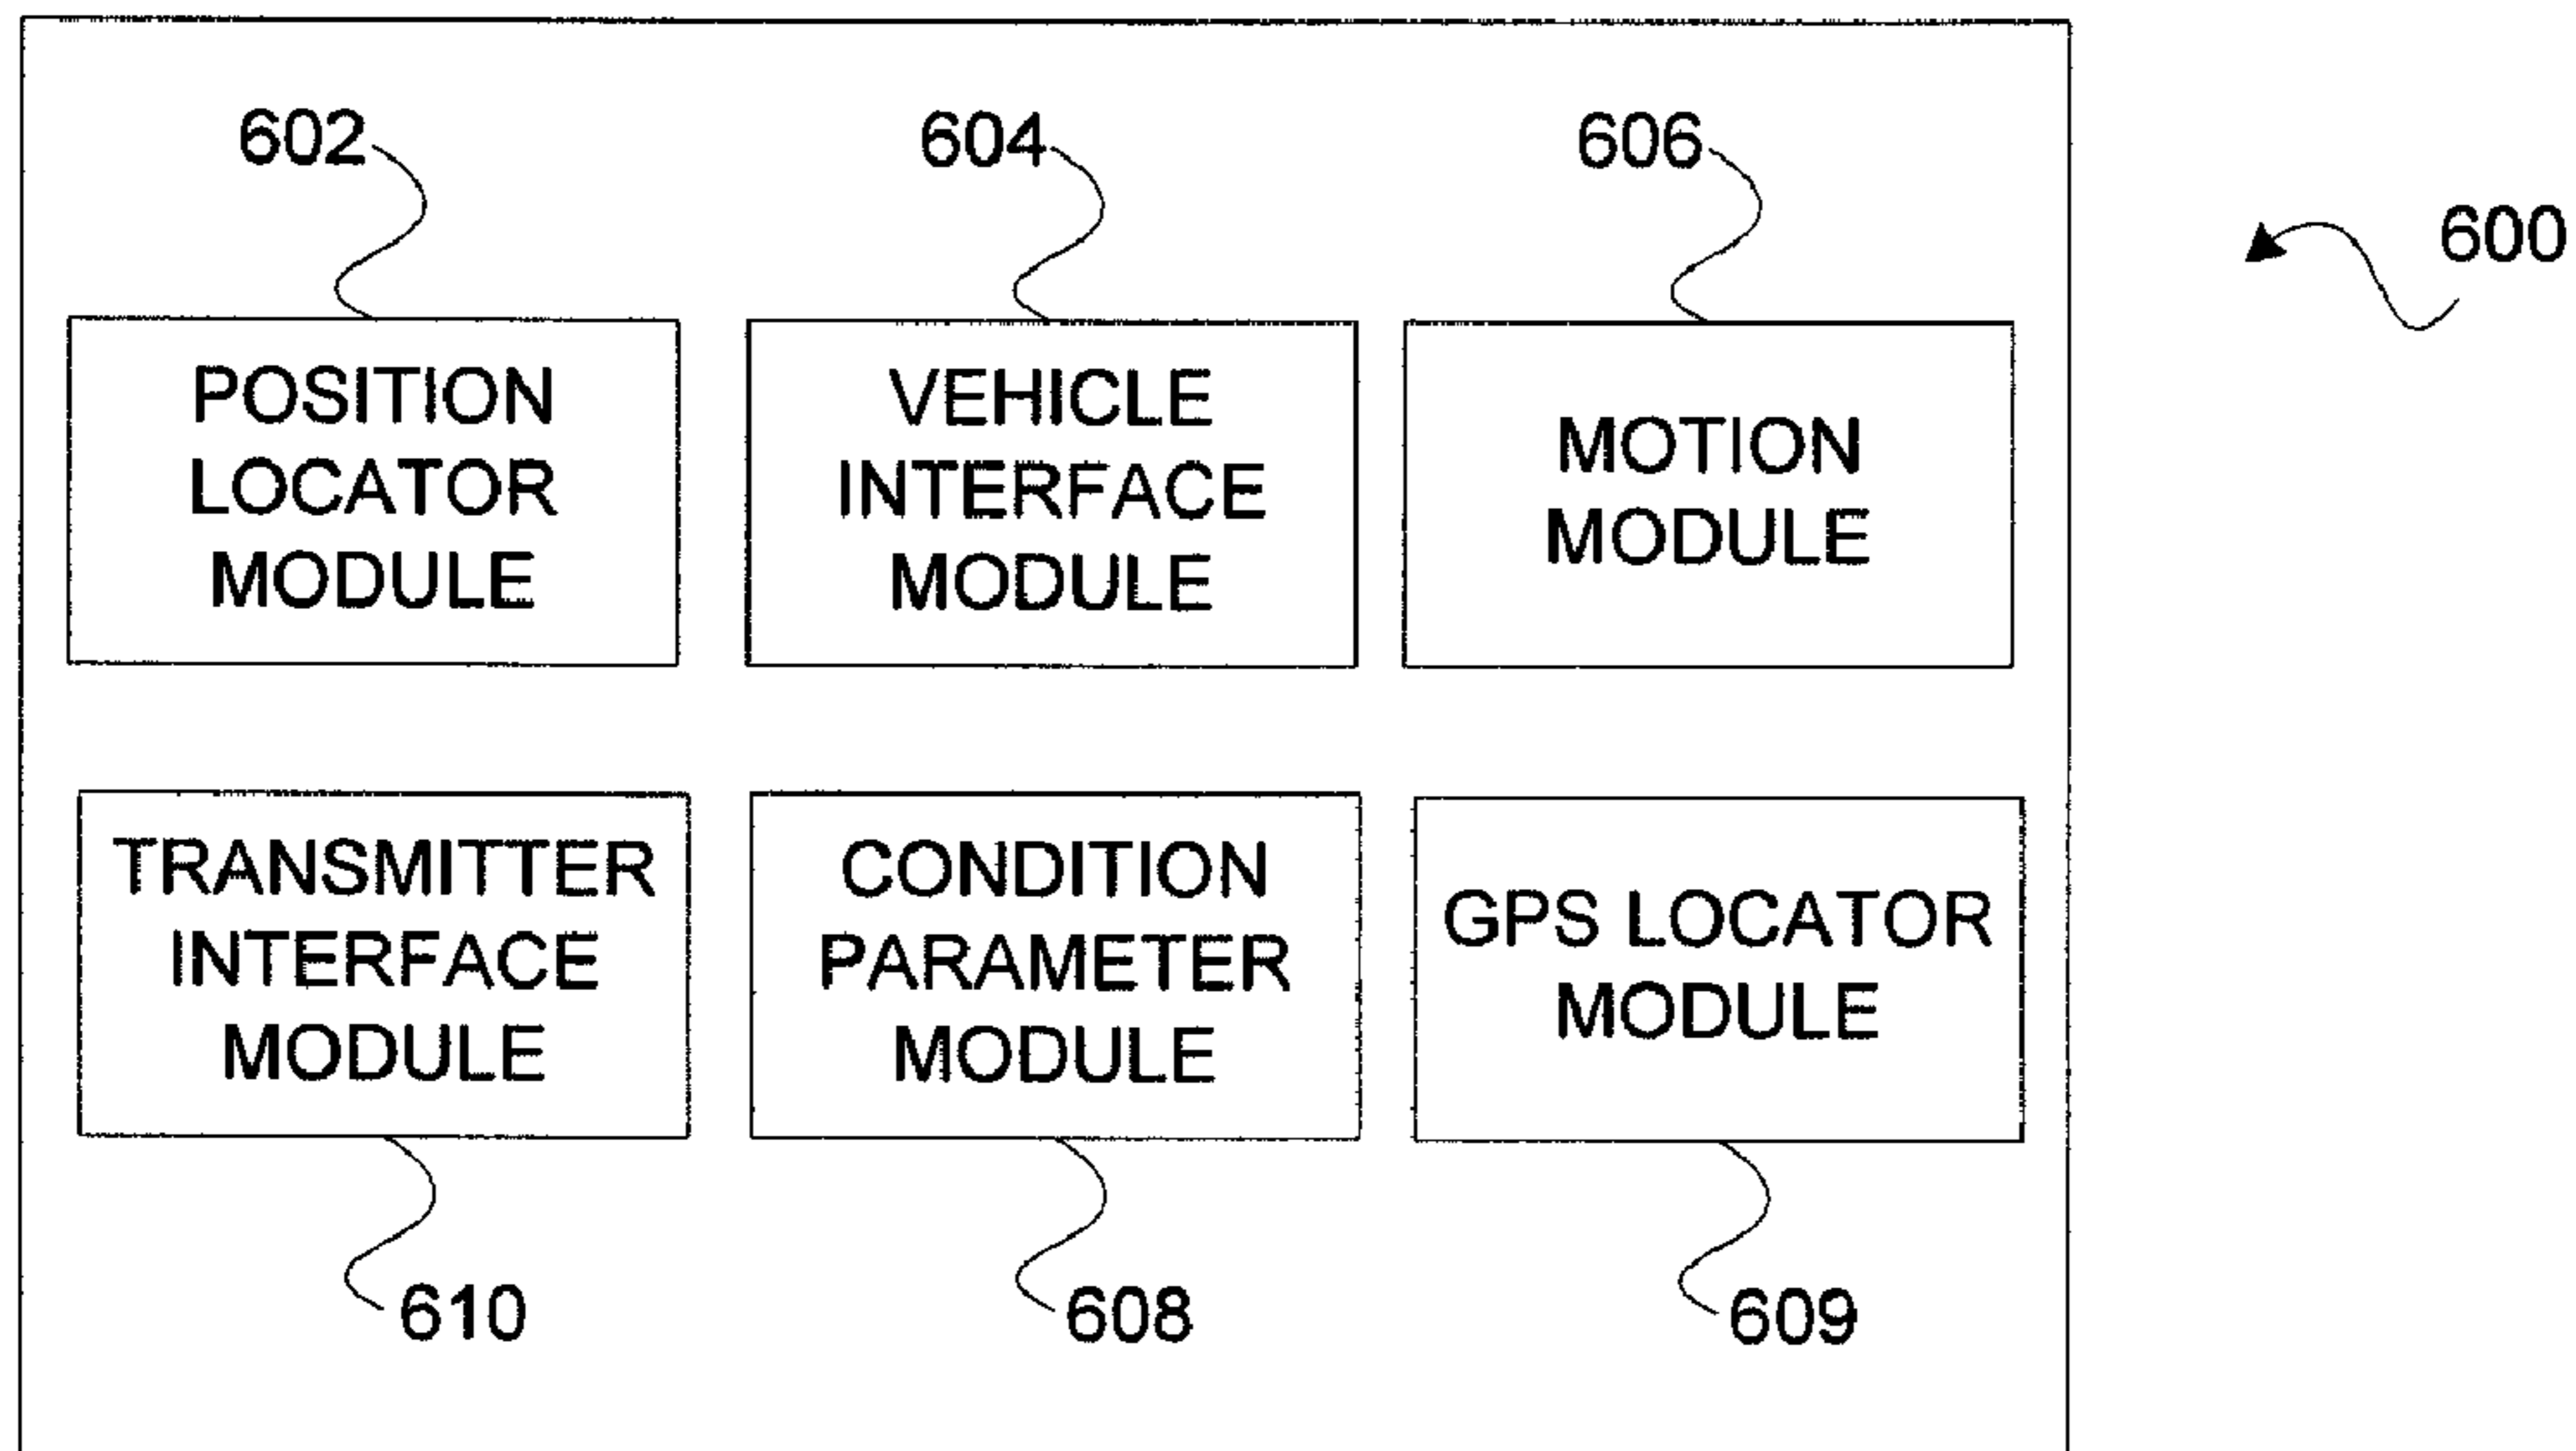 602
604
606
600
POSITION
LOCATOR
MODULE
VEHICLE
INTERFACE
MODULE
MOTION
MODULE
TRANSMITTER
INTERFACE
MODULE
CONDITION
PARAMETER
MODULE
GPS LOCATOR
MODULE
610
608
609